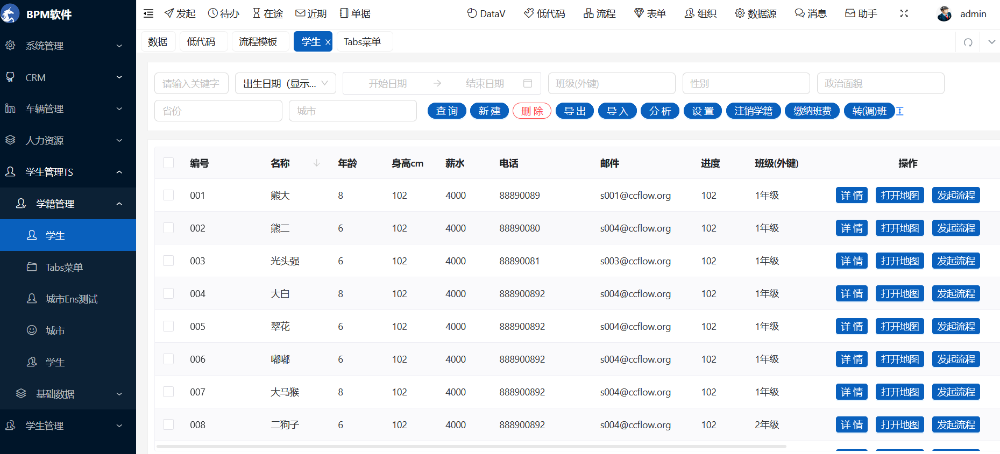 BPM软件
发起 待办 在途 近期 单据 DataV 低代码 流程 表单 组织 数据源 消息 助手 admin
数据 低代码 流程模板 学生 x Tabs菜单
系统管理
CRM
车辆管理
人力资源
学生管理TS
学籍管理
学生
Tabs菜单
城市Ens测试
城市
学生
基础数据
学生管理
请输入关键字 出生日期（显示... 开始日期 → 结束日期 班级(外键) 性别 政治面貌
省份 城市 查 询 新 建 删 除 导 出 导 入 分 析 设 置 注销学籍 缴纳班费 转(调)班
编号 名称 年龄 身高cm 薪水 电话 邮件 进度 班级(外键) 操作
001 熊大 8 102 4000 88890089 s001@ccflow.org 102 1年级 详 情 打开地图 发起流程
002 熊二 6 102 4000 88890080 s004@ccflow.org 102 1年级 详 情 打开地图 发起流程
003 光头强 6 102 4000 88890081 s003@ccflow.org 102 1年级 详 情 打开地图 发起流程
004 大白 8 102 4000 888900892 s004@ccflow.org 102 1年级 详 情 打开地图 发起流程
005 翠花 6 102 4000 888900892 s004@ccflow.org 102 1年级 详 情 打开地图 发起流程
006 嘟嘟 6 102 4000 888900892 s004@ccflow.org 102 1年级 详 情 打开地图 发起流程
007 大马猴 8 102 4000 888900892 s004@ccflow.org 102 1年级 详 情 打开地图 发起流程
008 二狗子 6 102 4000 888900892 s004@ccflow.org 102 2年级 详 情 打开地图 发起流程